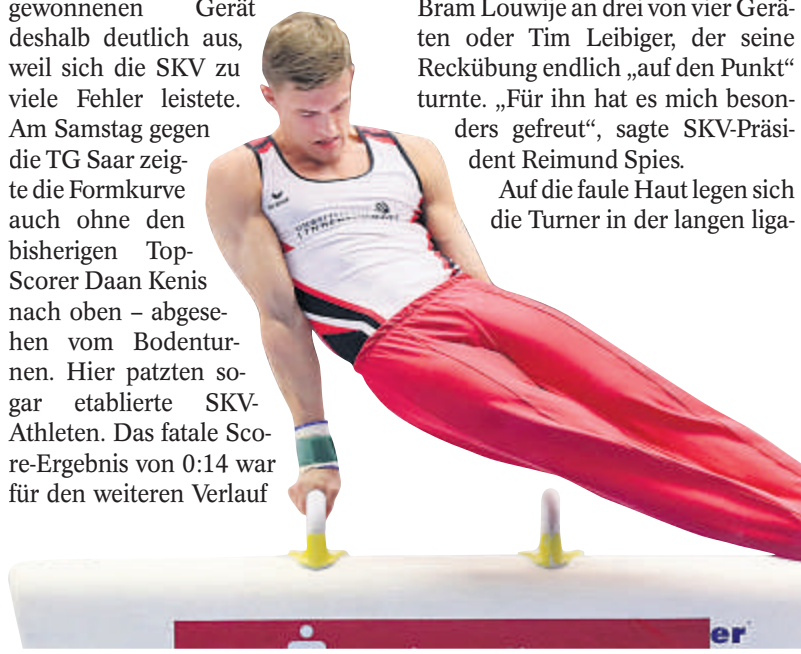 gewonnenen Gerät
deshalb deutlich aus,
weil sich die SKV zu
viele Fehler leistete.
Am Samstag gegen
die TG Saar zeig-
te die Formkurve
auch ohne den
bisherigen Top-
Scorer Daan Kenis
nach oben – abgese-
hen vom Bodentur-
nen. Hier patzten so-
gar etablierte SKV-
Athleten. Das fatale Sco-
re-Ergebnis von 0:14 war
für den weiteren Verlauf
Bram Louwije an drei von vier Gerä-
ten oder Tim Leibiger, der seine
Reckübung endlich „auf den Punkt“
turnte. „Für ihn hat es mich beson-
ders gefreut“, sagte SKV-Präsi-
dent Reimund Spies.
Auf die faule Haut legen sich
die Turner in der langen liga-
er